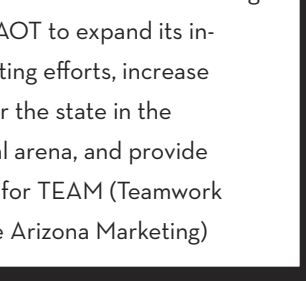 AOT to expand its in-
ting efforts, increase
r the state in the
l arena, and provide
for TEAM (Teamwork
e Arizona Marketing)